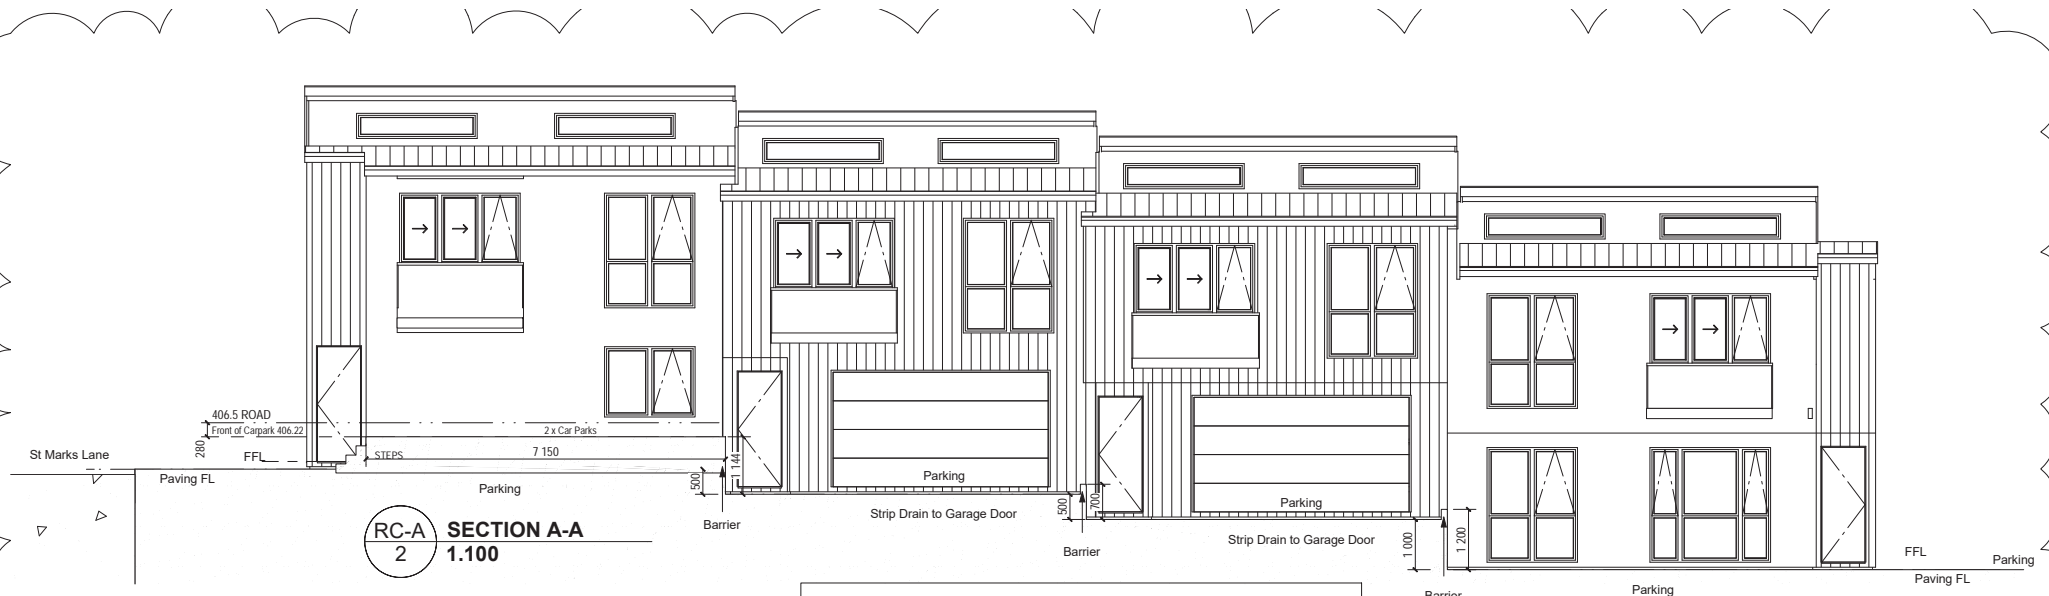 406.5 ROAD
Front of Carpark 406.22
2 x Car Parks
280
St Marks Lane
FFL
STEPS
7 150
Paving FL
Parking
500
1 144
Barrier
Parking
Strip Drain to Garage Door
500
700
Barrier
Parking
Strip Drain to Garage Door
1 000
1 200
Barrier
FFL
Parking
Paving FL
Parking
RC-A
2
SECTION A-A
1.100